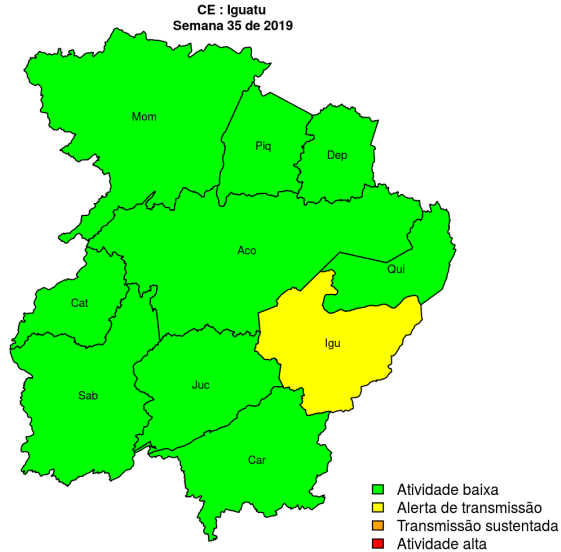 CE : Iguatu
Semana 35 de 2019
Mom
Piq
Dep
Aco
Qui
Cat
Igu
Sab
Juc
Car
Atividade baixa
Alerta de transmissão
Transmissão sustentada
Atividade alta